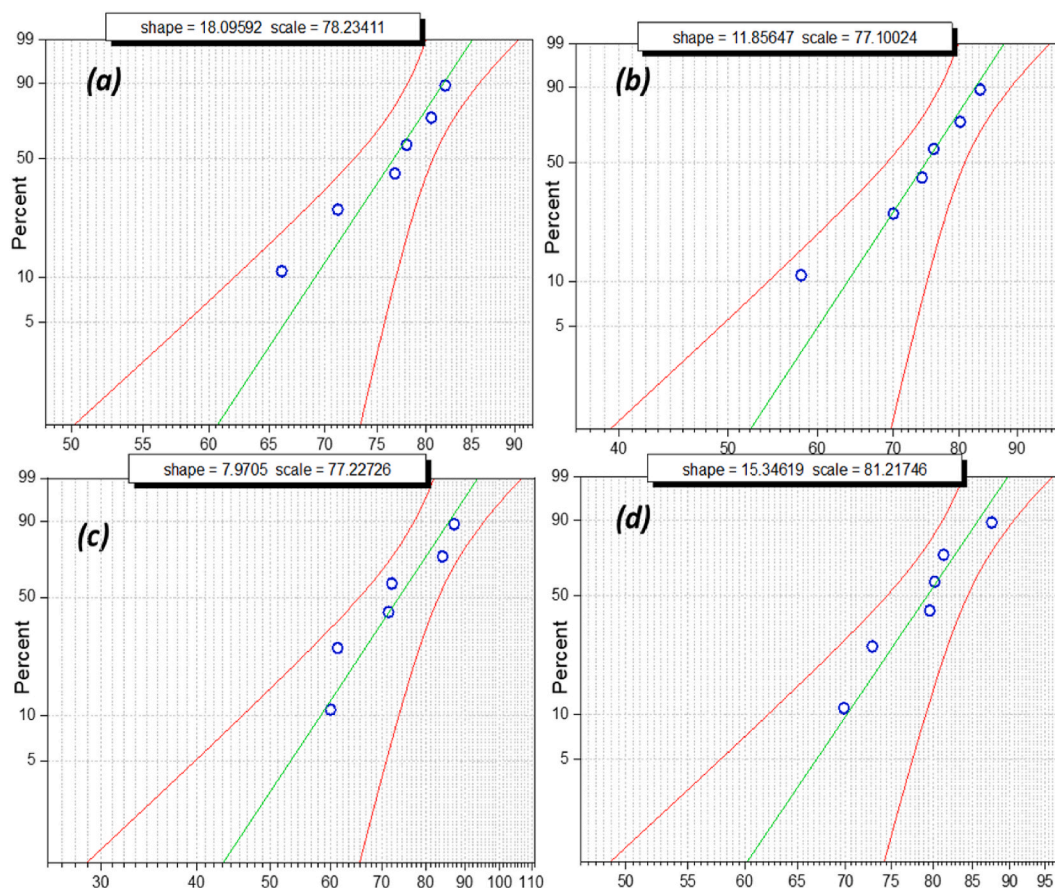 shape = 18.09592 scale = 78.23411
(a)
99
90
50
10
5
Percent
50 55 60 65 70 75 80 85 90
shape = 11.85647 scale = 77.10024
(b)
99
90
50
10
5
Percent
40 50 60 70 80 90
shape = 7.9705 scale = 77.22726
(c)
99
90
50
10
5
Percent
30 40 50 60 70 80 90 100 110
shape = 15.34619 scale = 81.21746
(d)
99
90
50
10
5
Percent
50 55 60 65 70 75 80 85 90 95